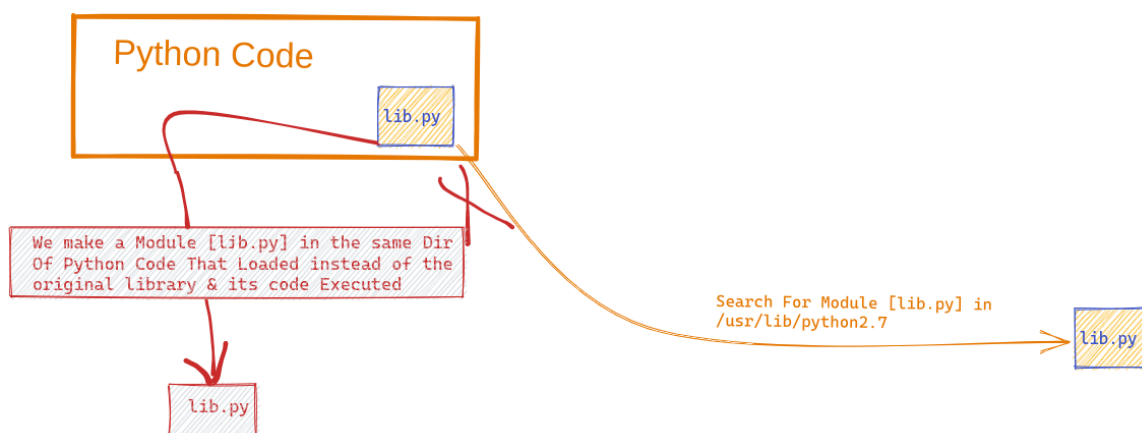 Python Code
lib.py
We make a Module [lib.py] in the same Dir
Of Python Code That Loaded instead of the
original library & its code Executed
Search For Module [lib.py] in
/usr/lib/python2.7
lib.py
lib.py